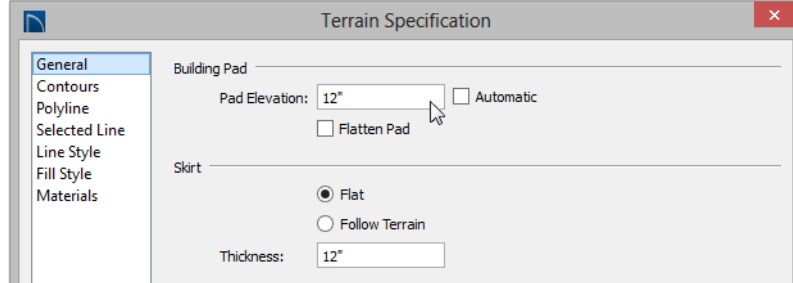 Terrain Specification
General
Contours
Polyline
Selected Line
Line Style
Fill Style
Materials
Building Pad
Pad Elevation: 12" Automatic
Flatten Pad
Skirt
Flat
Follow Terrain
Thickness: 12"